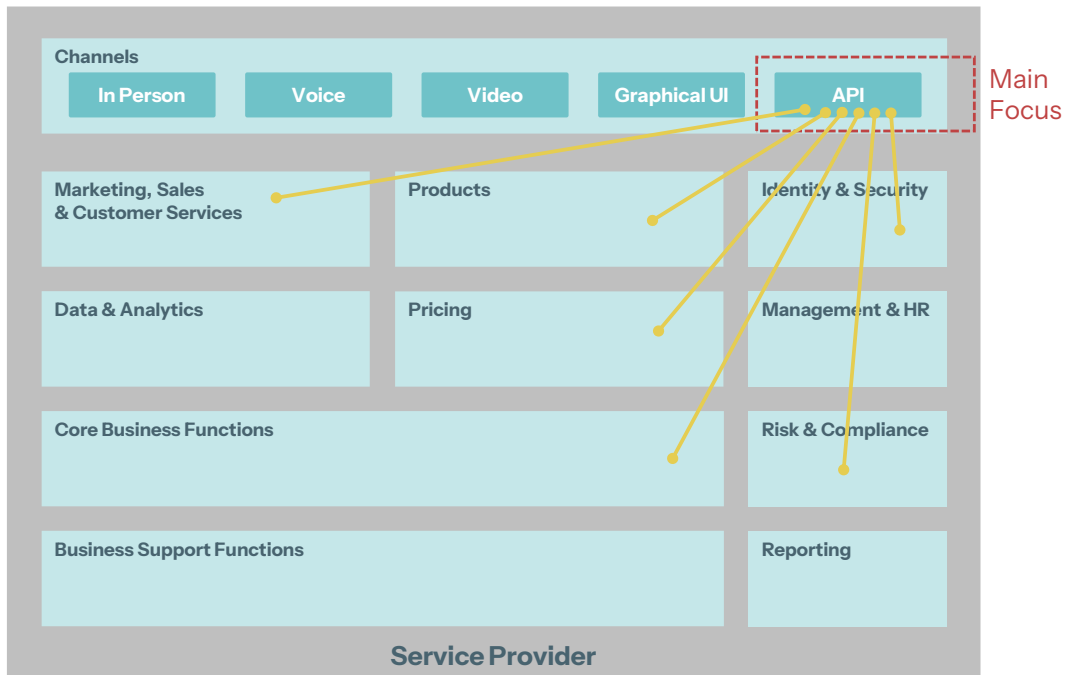 Channels
In Person
Voice
Video
Graphical UI
API
Main
Focus
Marketing, Sales
& Customer Services
Products
Identity & Security
Data & Analytics
Pricing
Management & HR
Core Business Functions
Risk & Compliance
Business Support Functions
Reporting
Service Provider